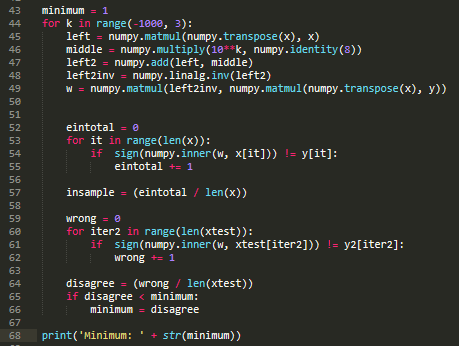 43 minimum = 1
44 for k in range(-1000, 3):
45     left = numpy.matmul(numpy.transpose(x), x)
46     middle = numpy.multiply(10**k, numpy.identity(8))
47     left2 = numpy.add(left, middle)
48     left2inv = numpy.linalg.inv(left2)
49     w = numpy.matmul(left2inv, numpy.matmul(numpy.transpose(x), y))
50
51
52     eintotal = 0
53     for it in range(len(x)):
54         if  sign(numpy.inner(w, x[it])) != y[it]:
55             eintotal += 1
56
57     insample = (eintotal / len(x))
58
59     wrong = 0
60     for iter2 in range(len(xtest)):
61         if  sign(numpy.inner(w, xtest[iter2])) != y2[iter2]:
62             wrong += 1
63
64     disagree = (wrong / len(xtest))
65     if disagree < minimum:
66         minimum = disagree
67
68 print('Minimum: ' + str(minimum))